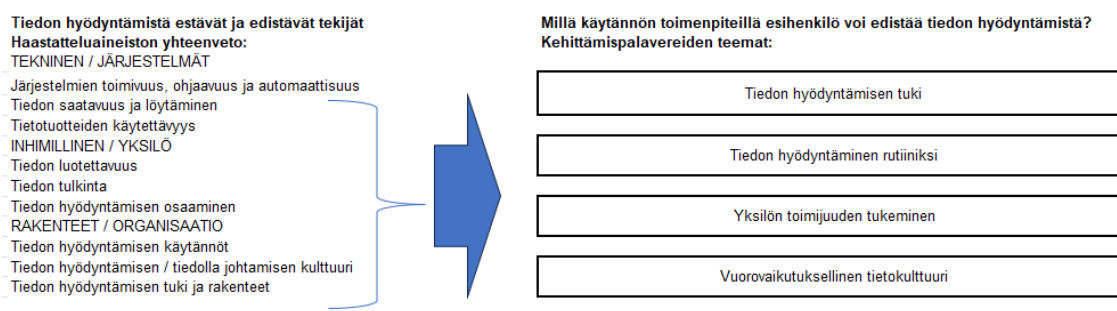 Tiedon hyödyntämistä estävät ja edistävät tekijät
Haastatteluaineiston yhteenveto:
TEKNINEN / JÄRJESTELMÄT
Järjestelmien toimivuus, ohjaavuus ja automaattisuus
Tiedon saatavuus ja löytäminen
Tietotuotteiden käytettävyys
INHIMILLINEN / YKSILÖ
Tiedon luotettavuus
Tiedon tulkinta
Tiedon hyödyntämisen osaaminen
RAKENTEET / ORGANISAATIO
Tiedon hyödyntämisen käytännöt
Tiedon hyödyntämisen / tiedolla johtamisen kulttuuri
Tiedon hyödyntämisen tuki ja rakenteet
Millä käytännön toimenpiteillä esihenkilö voi edistää tiedon hyödyntämistä?
Kehittämispalavereiden teemat:
Tiedon hyödyntämisen tuki
Tiedon hyödyntäminen rutiiniksi
Yksilön toimijuuden tukeminen
Vuorovaikutuksellinen tietokulttuuri